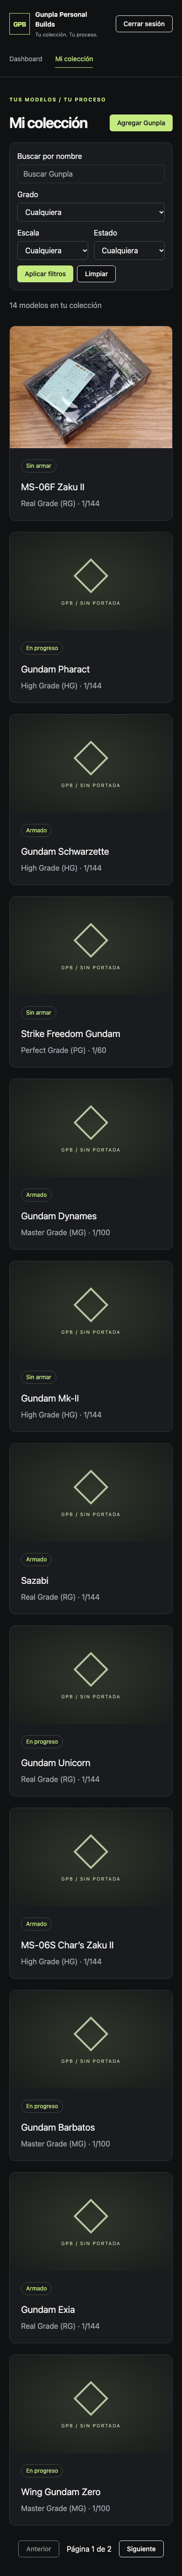 GPB
Gunpla Personal
Builds
Tu colección. Tu proceso.
Cerrar sesión
Dashboard
Mi colección
TUS MODELOS / TU PROCESO
Mi colección
Agregar Gunpla
Buscar por nombre
Buscar Gunpla
Grado
Cualquiera
Escala
Estado
Cualquiera
Cualquiera
Aplicar filtros
Limpiar
14 modelos en tu colección
Sin armar
MS-06F Zaku II
Real Grade (RG) · 1/144
GPB / SIN PORTADA
En progreso
Gundam Pharact
High Grade (HG) · 1/144
GPB / SIN PORTADA
Armado
Gundam Schwarzette
High Grade (HG) · 1/144
GPB / SIN PORTADA
Sin armar
Strike Freedom Gundam
Perfect Grade (PG) · 1/60
GPB / SIN PORTADA
Armado
Gundam Dynames
Master Grade (MG) · 1/100
GPB / SIN PORTADA
Sin armar
Gundam Mk-II
High Grade (HG) · 1/144
GPB / SIN PORTADA
Armado
Sazabi
Real Grade (RG) · 1/144
GPB / SIN PORTADA
En progreso
Gundam Unicorn
Real Grade (RG) · 1/144
GPB / SIN PORTADA
Armado
MS-06S Char's Zaku II
High Grade (HG) · 1/144
GPB / SIN PORTADA
En progreso
Gundam Barbatos
Master Grade (MG) · 1/100
GPB / SIN PORTADA
Armado
Gundam Exia
Real Grade (RG) · 1/144
GPB / SIN PORTADA
En progreso
Wing Gundam Zero
Master Grade (MG) · 1/100
Anterior
Página 1 de 2
Siguiente